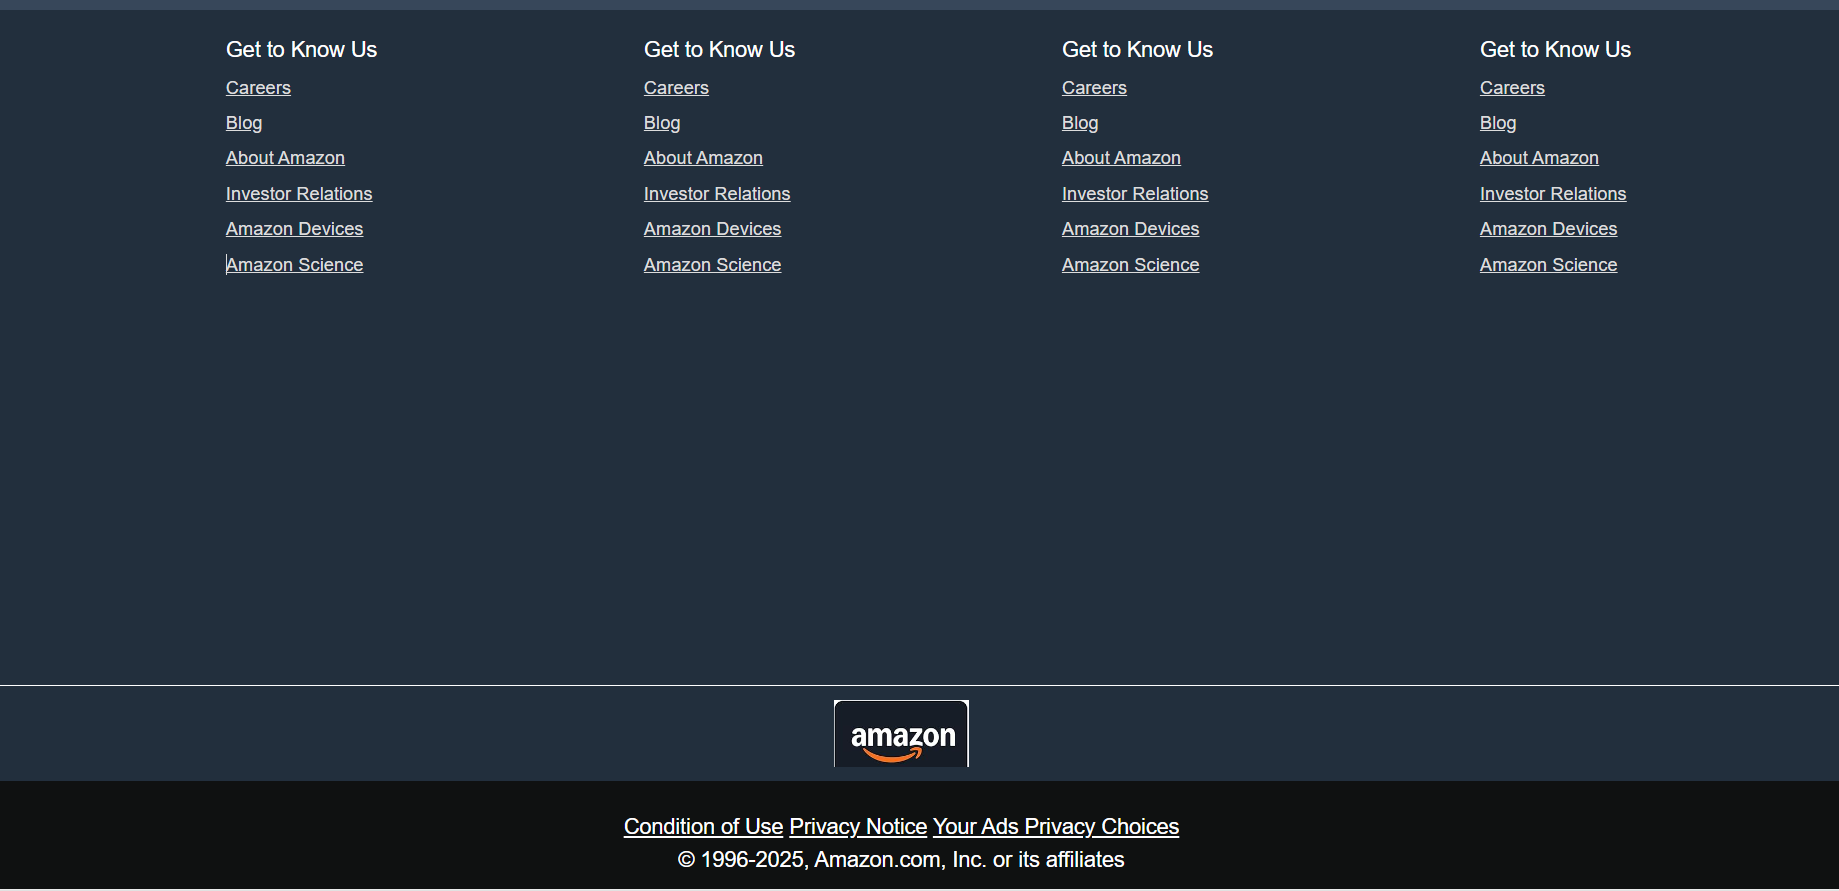 Get to Know Us
Careers
Blog
About Amazon
Investor Relations
Amazon Devices
Amazon Science
Get to Know Us
Careers
Blog
About Amazon
Investor Relations
Amazon Devices
Amazon Science
Get to Know Us
Careers
Blog
About Amazon
Investor Relations
Amazon Devices
Amazon Science
Get to Know Us
Careers
Blog
About Amazon
Investor Relations
Amazon Devices
Amazon Science
amazon
Condition of Use Privacy Notice Your Ads Privacy Choices
© 1996-2025, Amazon.com, Inc. or its affiliates